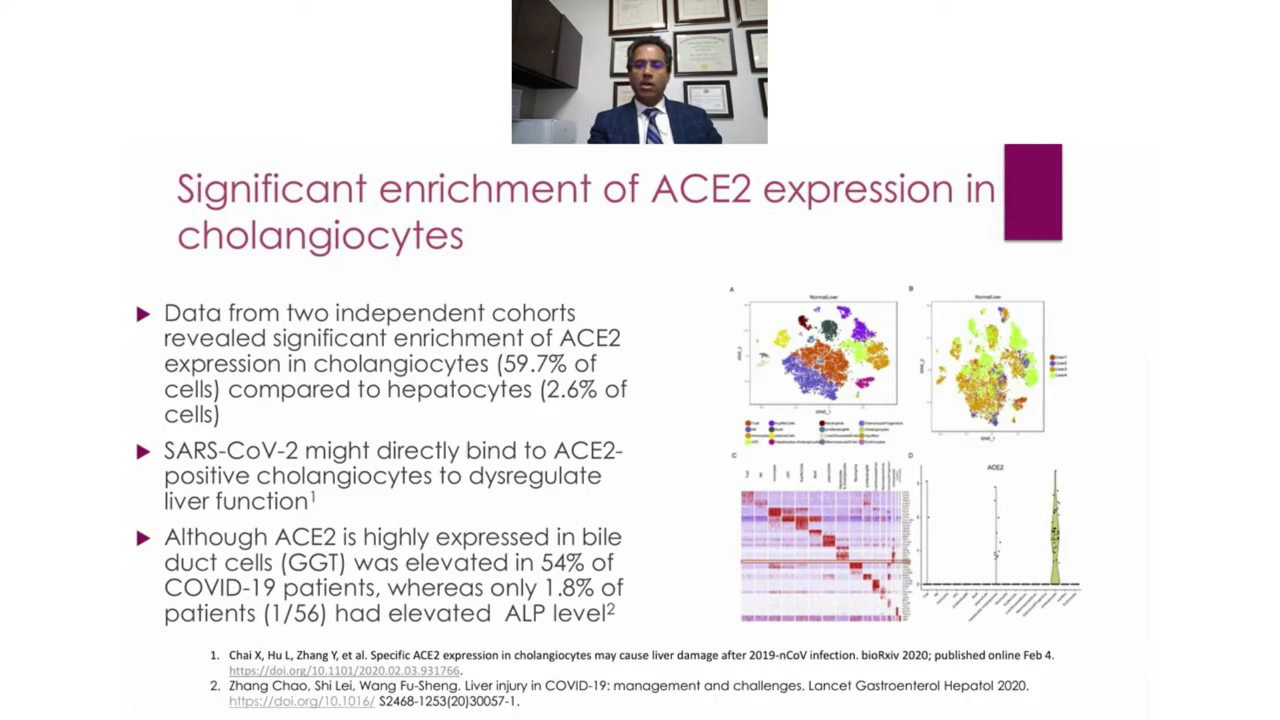 Significant enrichment of ACE2 expression in
cholangiocytes
Data from two independent cohorts
revealed significant enrichment of ACE2
expression in cholangiocytes (59.7% of
cells) compared to hepatocytes (2.6% of
cells)
SARS-CoV-2 might directly bind to ACE2-
positive cholangiocytes to dysregulate
liver function1
Although ACE2 is highly expressed in bile
duct cells (GGT) was elevated in 54% of
COVID-19 patients, whereas only 1.8% of
patients (1/56) had elevated ALP level2
A
NormalLiver
B
NormalLiver
Liver1
Liver2
Liver3
Liver4
C
D
ACE2
1. Chai X, Hu L, Zhang Y, et al. Specific ACE2 expression in cholangiocytes may cause liver damage after 2019-nCoV infection. bioRxiv 2020; published online Feb 4.
https://doi.org/10.1101/2020.02.03.931766.
2. Zhang Chao, Shi Lei, Wang Fu-Sheng. Liver injury in COVID-19: management and challenges. Lancet Gastroenterol Hepatol 2020.
https://doi.org/10.1016/ S2468-1253(20)30057-1.